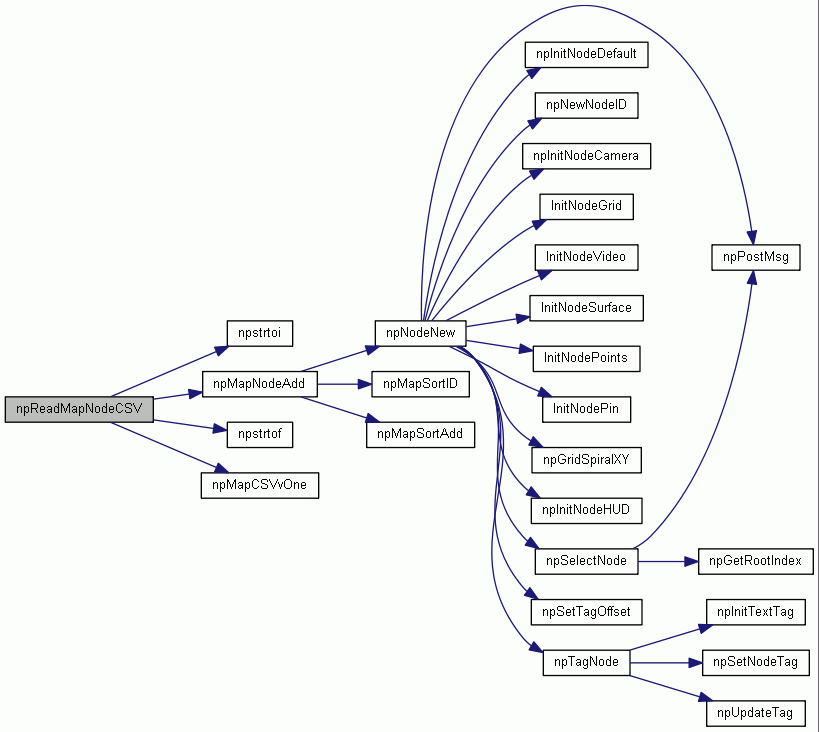 npInitNodeDefault
npNewNodeID
npInitNodeCamera
InitNodeGrid
InitNodeVideo
npPostMsg
InitNodeSurface
npstrtoi
npNodeNew
InitNodePoints
npMapNodeAdd
npMapSortID
npReadMapNodeCSV
InitNodePin
npstrtof
npMapSortAdd
npGridSpiralXY
npMapCSVvOne
npInitNodeHUD
npSelectNode
npGetRootIndex
npSetTagOffset
npInitTextTag
npTagNode
npSetNodeTag
npUpdateTag